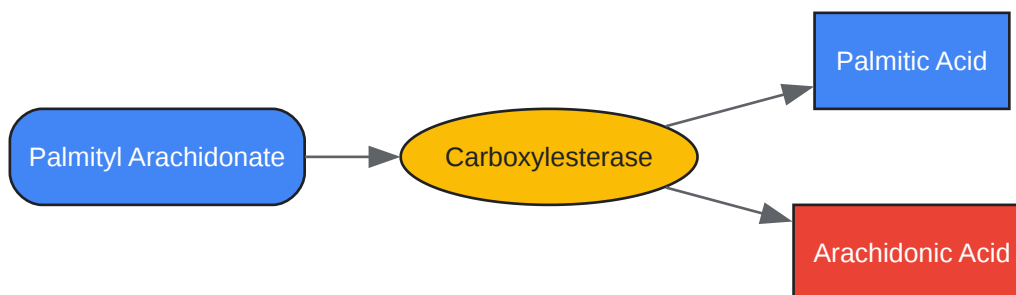 Palmitic Acid
Palmityl Arachidonate
Carboxylesterase
Arachidonic Acid